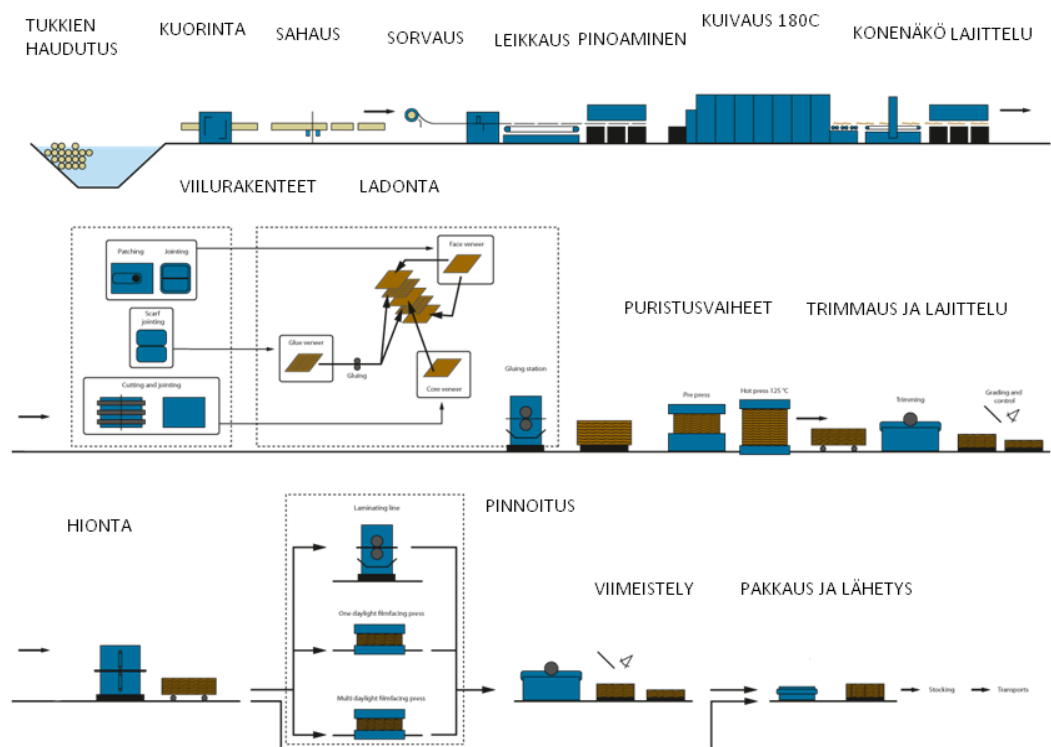 TUKKIEN
HAUDUTUS
KUORINTA
SAHAUS
SORVAUS
LEIKKAUS
PINOAMINEN
KUIVAUS 180C
KONENÄKÖ
LAJITTELU
VIILURAKENTEET
LADONTA
Patching
Jointing
Scarf
jointing
Cutting and jointing
Face veneer
Glue veneer
Gluing
Core veneer
Gluing station
PURISTUSVAIHEET
Pre press
Hot press 125 °C
TRIMMAUS JA LAJITTELU
Trimming
Grading and
control
HIONTA
Laminating line
One daylight filmfacing press
Multi daylight filmfacing press
PINNOITUS
VIIMEISTELY
PAKKAUS JA LÄHETYS
Stocking
Transports